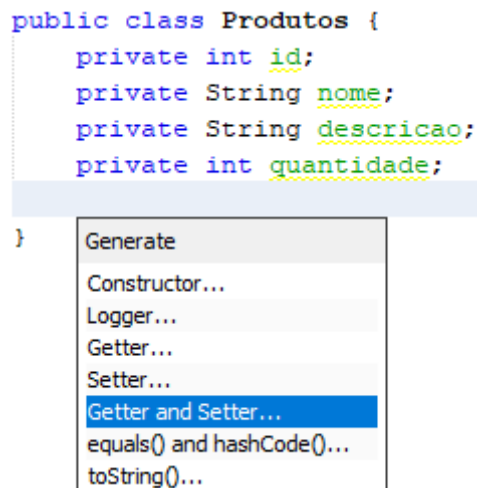 public class Produtos {
private int id;
private String nome;
private String descricao;
private int quantidade;
}
Generate
Constructor...
Logger...
Getter...
Setter...
Getter and Setter...
equals() and hashCode()...
toString()...